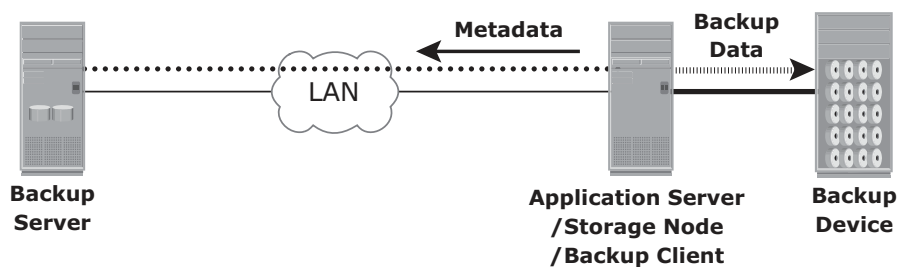 Metadata
Backup
Data
LAN
Backup
Server
Application Server
/Storage Node
/Backup Client
Backup
Device